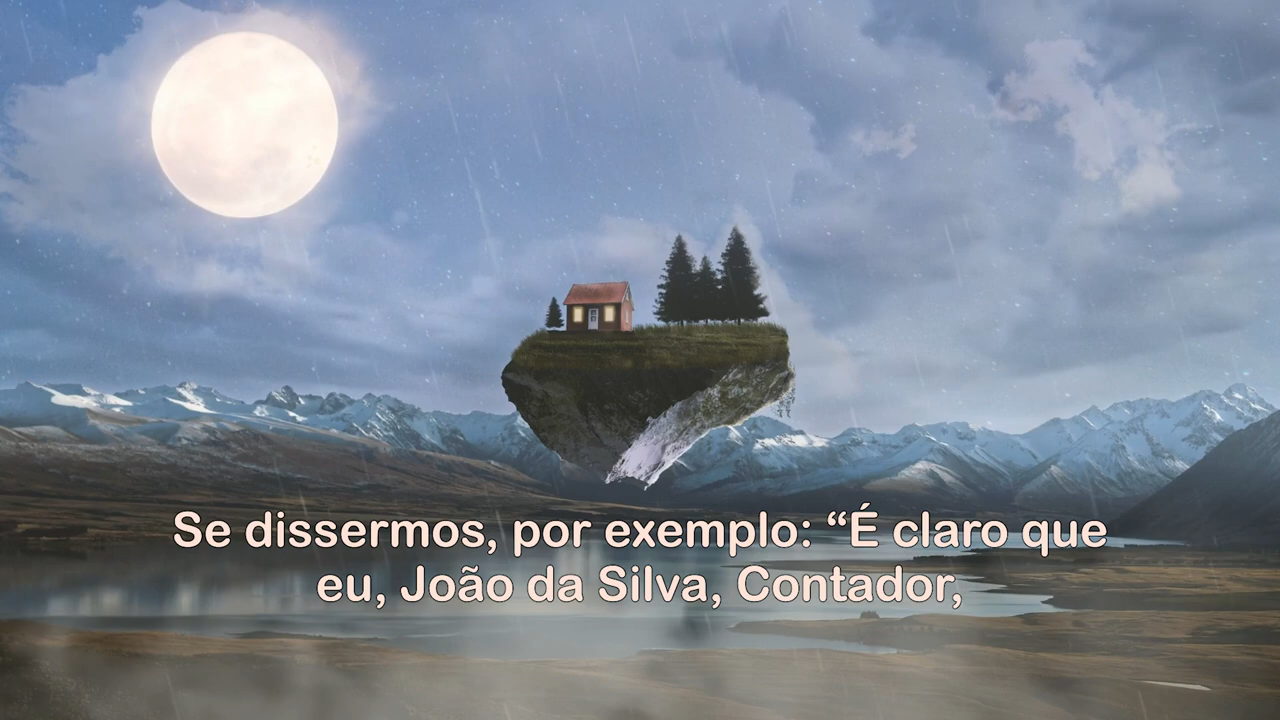 Se dissermos, por exemplo: “É claro que
eu, João da Silva, Contador,